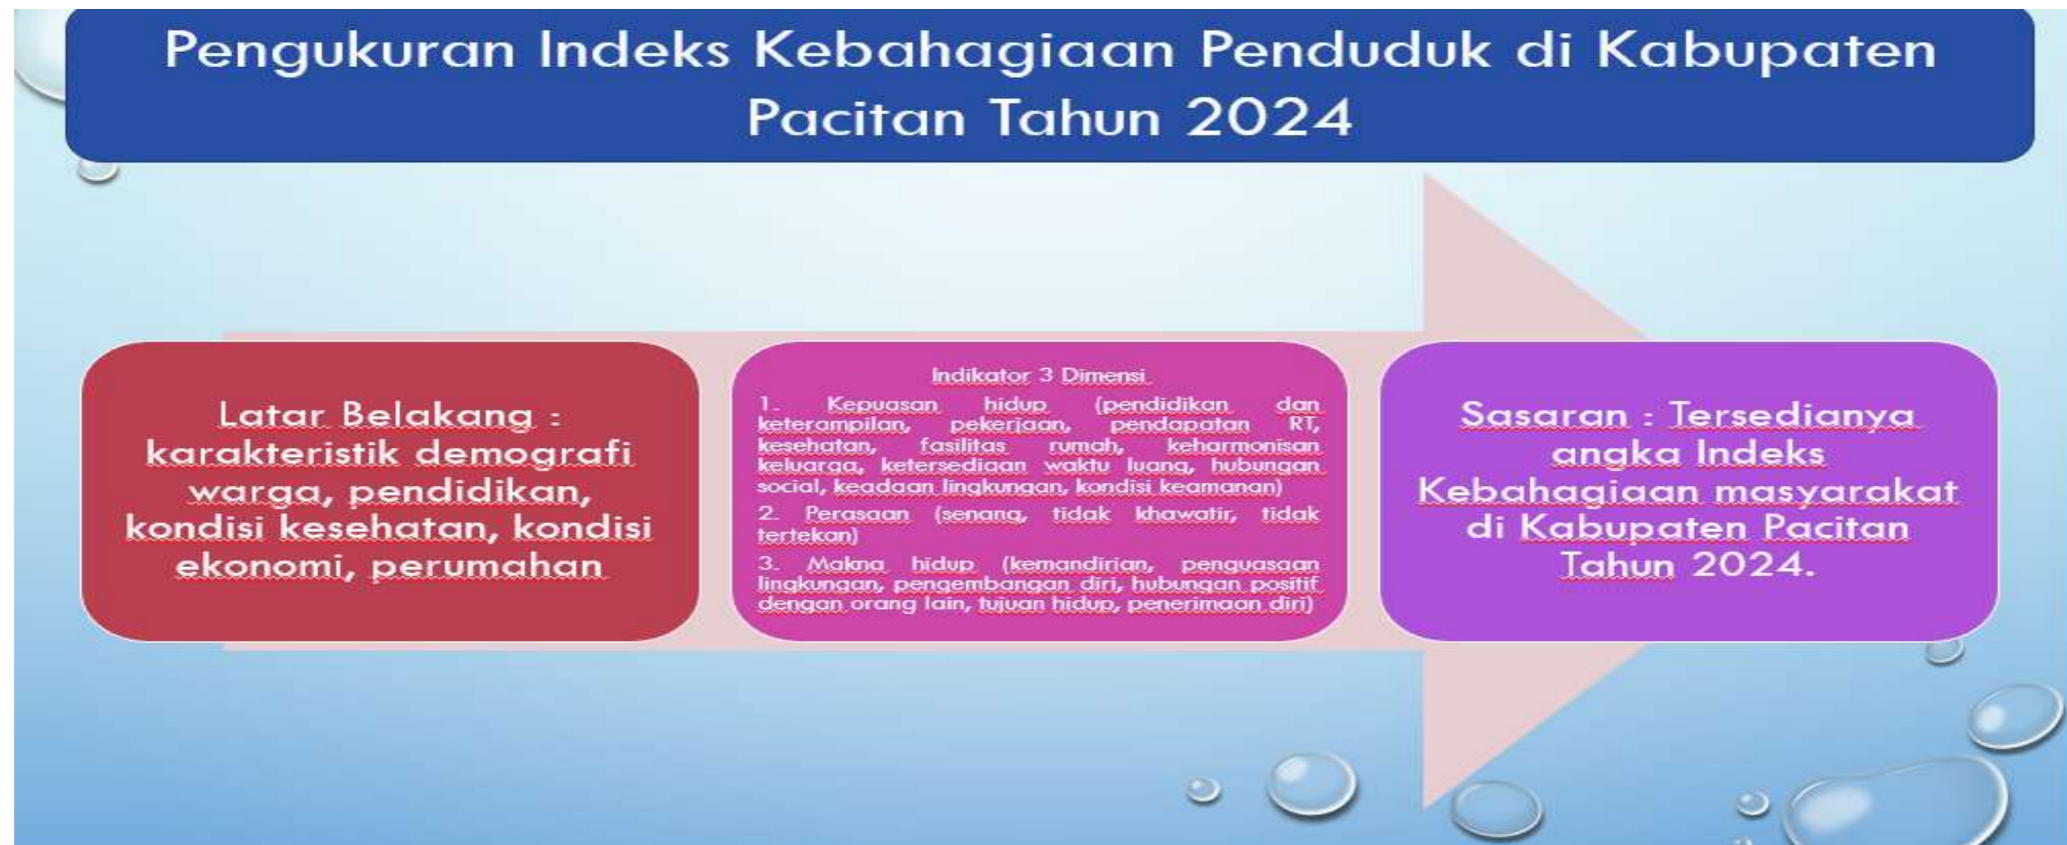 Pengukuran Indeks Kebahagiaan Penduduk di Kabupaten
Pacitan Tahun 2024
Latar Belakang :
karakteristik demografi
warga, pendidikan,
kondisi kesehatan, kondisi
ekonomi, perumahan
Indikator 3 Dimensi
1. Kepuasan hidup (pendidikan dan
keterampilan, pekerjaan, pendapatan RT,
kesehatan, fasilitas rumah, keharmonisan
keluarga, ketersediaan waktu luang, hubungan
social, keadaan lingkungan, kondisi keamanan)
2. Perasaan (senang, tidak khawatir, tidak
tertekan)
3. Makna hidup (kemandirian, penguasaan
lingkungan, pengembangan diri, hubungan positif
dengan orang lain, tujuan hidup, penerimaan diri)
Sasaran : Tersedianya
angka Indeks
Kebahagiaan masyarakat
di Kabupaten Pacitan
Tahun 2024.